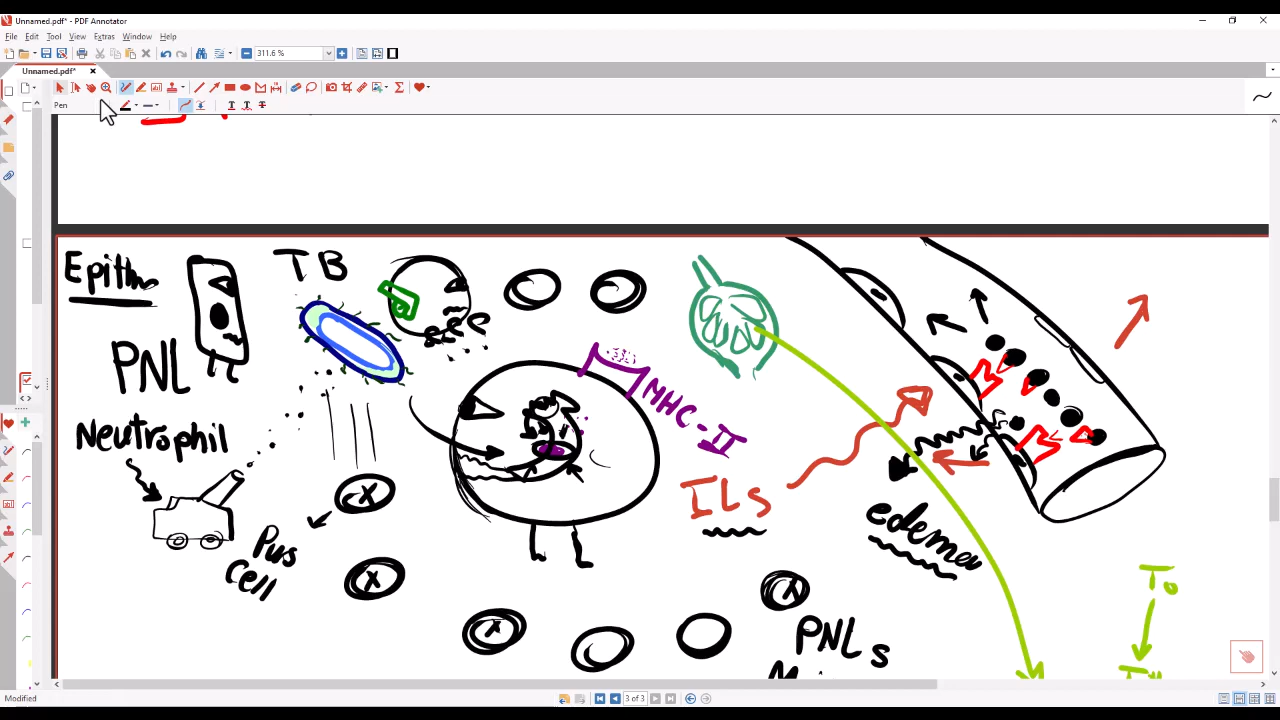 Unnamed.pdf* - PDF Annotator
File Edit Tool View Extras Window Help
311.6 %
Unnamed.pdf*
Pen
TB
PNL
Neutrophil
Pus
Cell
MHC-II
ILs
edema
To
PNLs
Modified
3 of 3